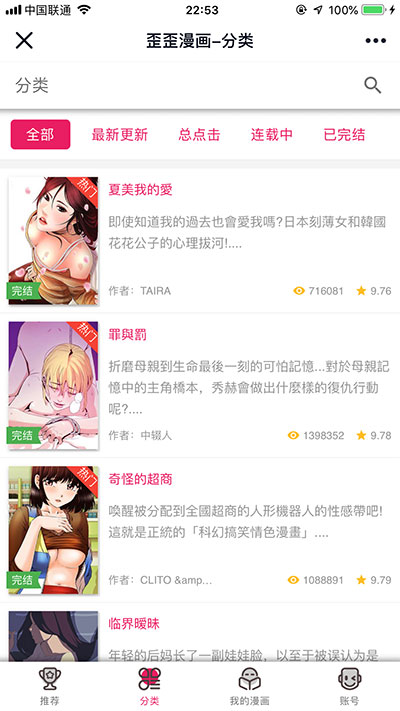 中国联通
22:53
100%
歪歪漫画-分类
分类
全部
最新更新
总点击
连载中
已完结
热门
完结
夏美我的愛
即使知道我的過去也會愛我嗎?日本刻薄女和韓國
花花公子的心理拔河!....
作者：TAIRA
716081
9.76
热门
完结
罪與罰
折磨母親到生命最後一刻的可怕記憶...對於母親記
憶中的主角橋本，秀赫會做出什麼樣的復仇行動
呢?....
作者：中辍人
1398352
9.78
热门
完结
奇怪的超商
喚醒被分配到全國超商的人形機器人的性感帶吧!
這就是正統的「科幻搞笑情色漫畫」....
作者：CLITO &amp...
1088891
9.79
临界暧昧
年轻的后妈长了一副娃娃脸，以至于被误认为是
推荐
分类
我的漫画
账号